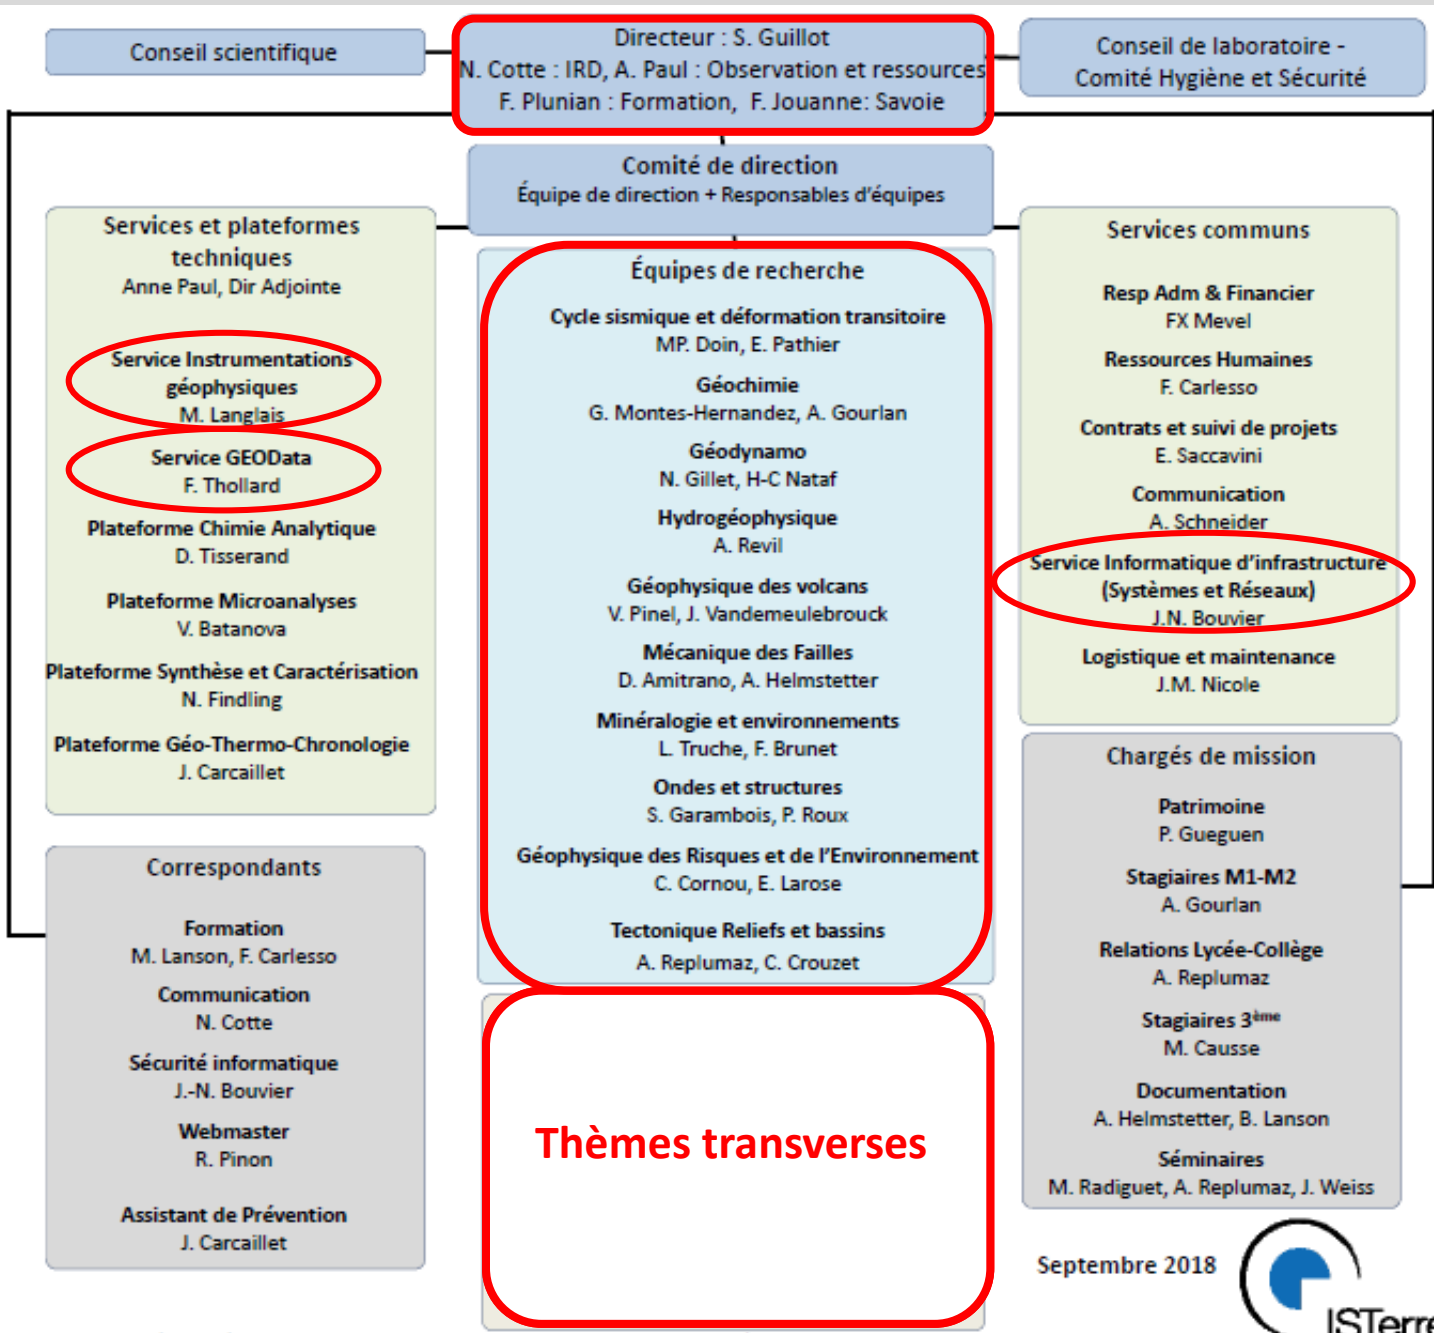 Conseil scientifique
Directeur : S. Guillot
N. Cotte : IRD, A. Paul : Observation et ressources
F. Plunian : Formation, F. Jouanne: Savoie
Conseil de laboratoire -
Comité Hygiène et Sécurité
Comité de direction
Équipe de direction + Responsables d'équipes
Services et plateformes
techniques
Anne Paul, Dir Adjointe
Service Instrumentations
géophysiques
M. Langlais
Service GEOData
F. Thollard
Plateforme Chimie Analytique
D. Tisserand
Plateforme Microanalyses
V. Batanova
Plateforme Synthèse et Caractérisation
N. Findling
Plateforme Géo-Thermo-Chronologie
J. Carcaillet
Correspondants
Formation
M. Lanson, F. Carlesso
Communication
N. Cotte
Sécurité informatique
J.-N. Bouvier
Webmaster
R. Pinon
Assistant de Prévention
J. Carcaillet
Équipes de recherche
Cycle sismique et déformation transitoire
MP. Doin, E. Pathier
Géochimie
G. Montes-Hernandez, A. Gourlan
Géodynamo
N. Gillet, H-C Nataf
Hydrogéophysique
A. Revil
Géophysique des volcans
V. Pinel, J. Vandemeulebrouck
Mécanique des Failles
D. Amitrano, A. Helmstetter
Minéralogie et environnements
L. Truche, F. Brunet
Ondes et structures
S. Garambois, P. Roux
Géophysique des Risques et de l'Environnement
C. Cornou, E. Larose
Tectonique Reliefs et bassins
A. Replumaz, C. Crouzet
Thèmes transverses
Services communs
Resp Adm & Financier
FX Mevel
Ressources Humaines
F. Carlesso
Contrats et suivi de projets
E. Saccavini
Communication
A. Schneider
Service Informatique d'infrastructure
(Systèmes et Réseaux)
J.N. Bouvier
Logistique et maintenance
J.M. Nicole
Chargés de mission
Patrimoine
P. Gueguen
Stagiaires M1-M2
A. Gourlan
Relations Lycée-Collège
A. Replumaz
Stagiaires 3ème
M. Causse
Documentation
A. Helmstetter, B. Lanson
Séminaires
M. Radiguet, A. Replumaz, J. Weiss
Septembre 2018
ISTerre